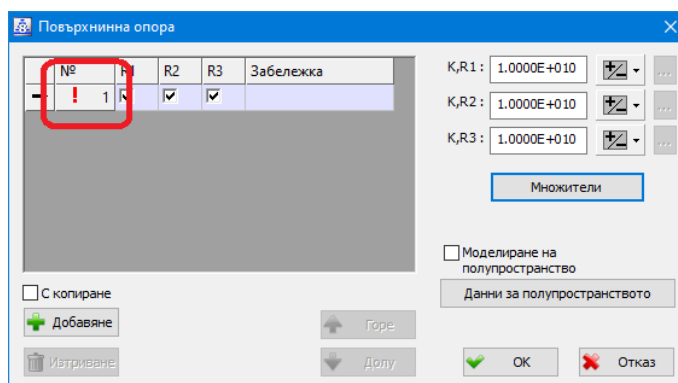 Повърхнинна опора
№ R1 R2 R3 Забележка
! 1
K,R1 : 1.0000E+010 ...
K,R2 : 1.0000E+010 ...
K,R3 : 1.0000E+010 ...
Множители
Моделиране на
полупространство
Данни за полупространството
С копиране
Добавяне
Горе
Изтриване
Долу
OK
Отказ